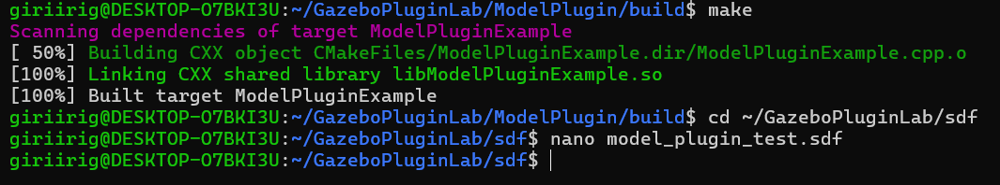 giriirig@DESKTOP-O7BKI3U:~/GazeboPluginLab/ModelPlugin/build$ make
Scanning dependencies of target ModelPluginExample
[ 50%] Building CXX object CMakeFiles/ModelPluginExample.dir/ModelPluginExample.cpp.o
[100%] Linking CXX shared library libModelPluginExample.so
[100%] Built target ModelPluginExample
giriirig@DESKTOP-O7BKI3U:~/GazeboPluginLab/ModelPlugin/build$ cd ~/GazeboPluginLab/sdf
giriirig@DESKTOP-O7BKI3U:~/GazeboPluginLab/sdf$ nano model_plugin_test.sdf
giriirig@DESKTOP-O7BKI3U:~/GazeboPluginLab/sdf$